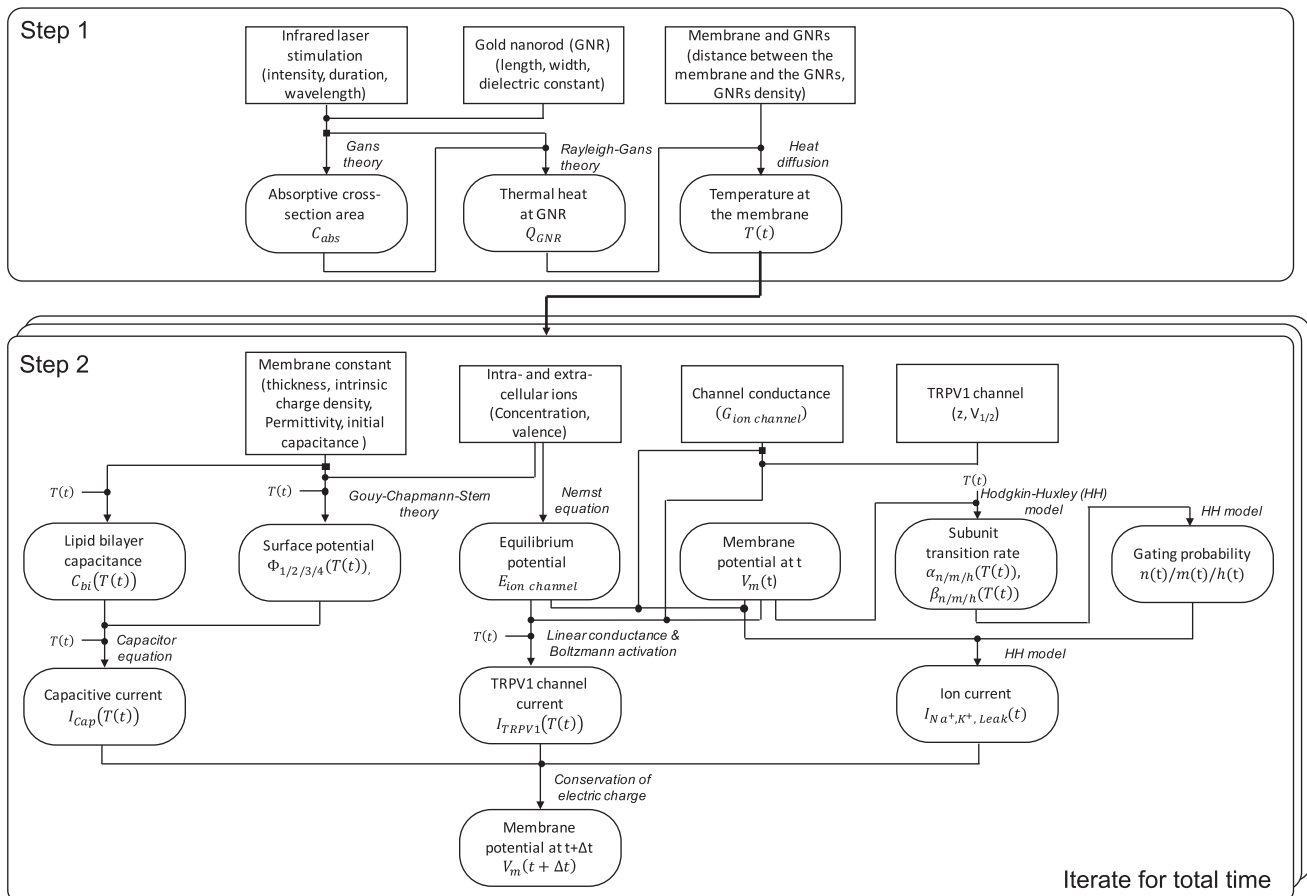 Step 1
Infrared laser
stimulation
(intensity, duration,
wavelength)
Gold nanorod (GNR)
(length, width,
dielectric constant)
Membrane and GNRs
(distance between the
membrane and the GNRs,
GNRs density)
Gans
theory
Rayleigh-Gans
theory
Heat
diffusion
Absorptive cross-
section area
C_abs
Thermal heat
at GNR
Q_GNR
Temperature at
the membrane
T(t)
Step 2
Membrane constant
(thickness, intrinsic
charge density,
Permittivity, initial
capacitance )
Intra- and extra-
cellular ions
(Concentration,
valence)
Channel conductance
(G_ion channel)
TRPV1 channel
(z, V_1/2)
T(t)
T(t)
Gouy-Chapmann-Stern
theory
Nernst
equation
T(t)
Hodgkin-Huxley (HH)
model
HH model
Lipid bilayer
capacitance
C_bi(T(t))
Surface potential
Φ_1/2/3/4(T(t)),
Equilibrium
potential
E_ion channel
Membrane
potential at t
V_m(t)
Subunit
transition rate
α_n/m/h(T(t)),
β_n/m/h(T(t))
Gating probability
n(t)/m(t)/h(t)
T(t)
Capacitor
equation
T(t)
Linear conductance &
Boltzmann activation
HH model
Capacitive current
I_Cap(T(t))
TRPV1 channel
current
I_TRPV1(T(t))
Ion current
I_Na⁺,K⁺, Leak(t)
Conservation of
electric charge
Membrane
potential at t+Δt
V_m(t + Δt)
Iterate for total time